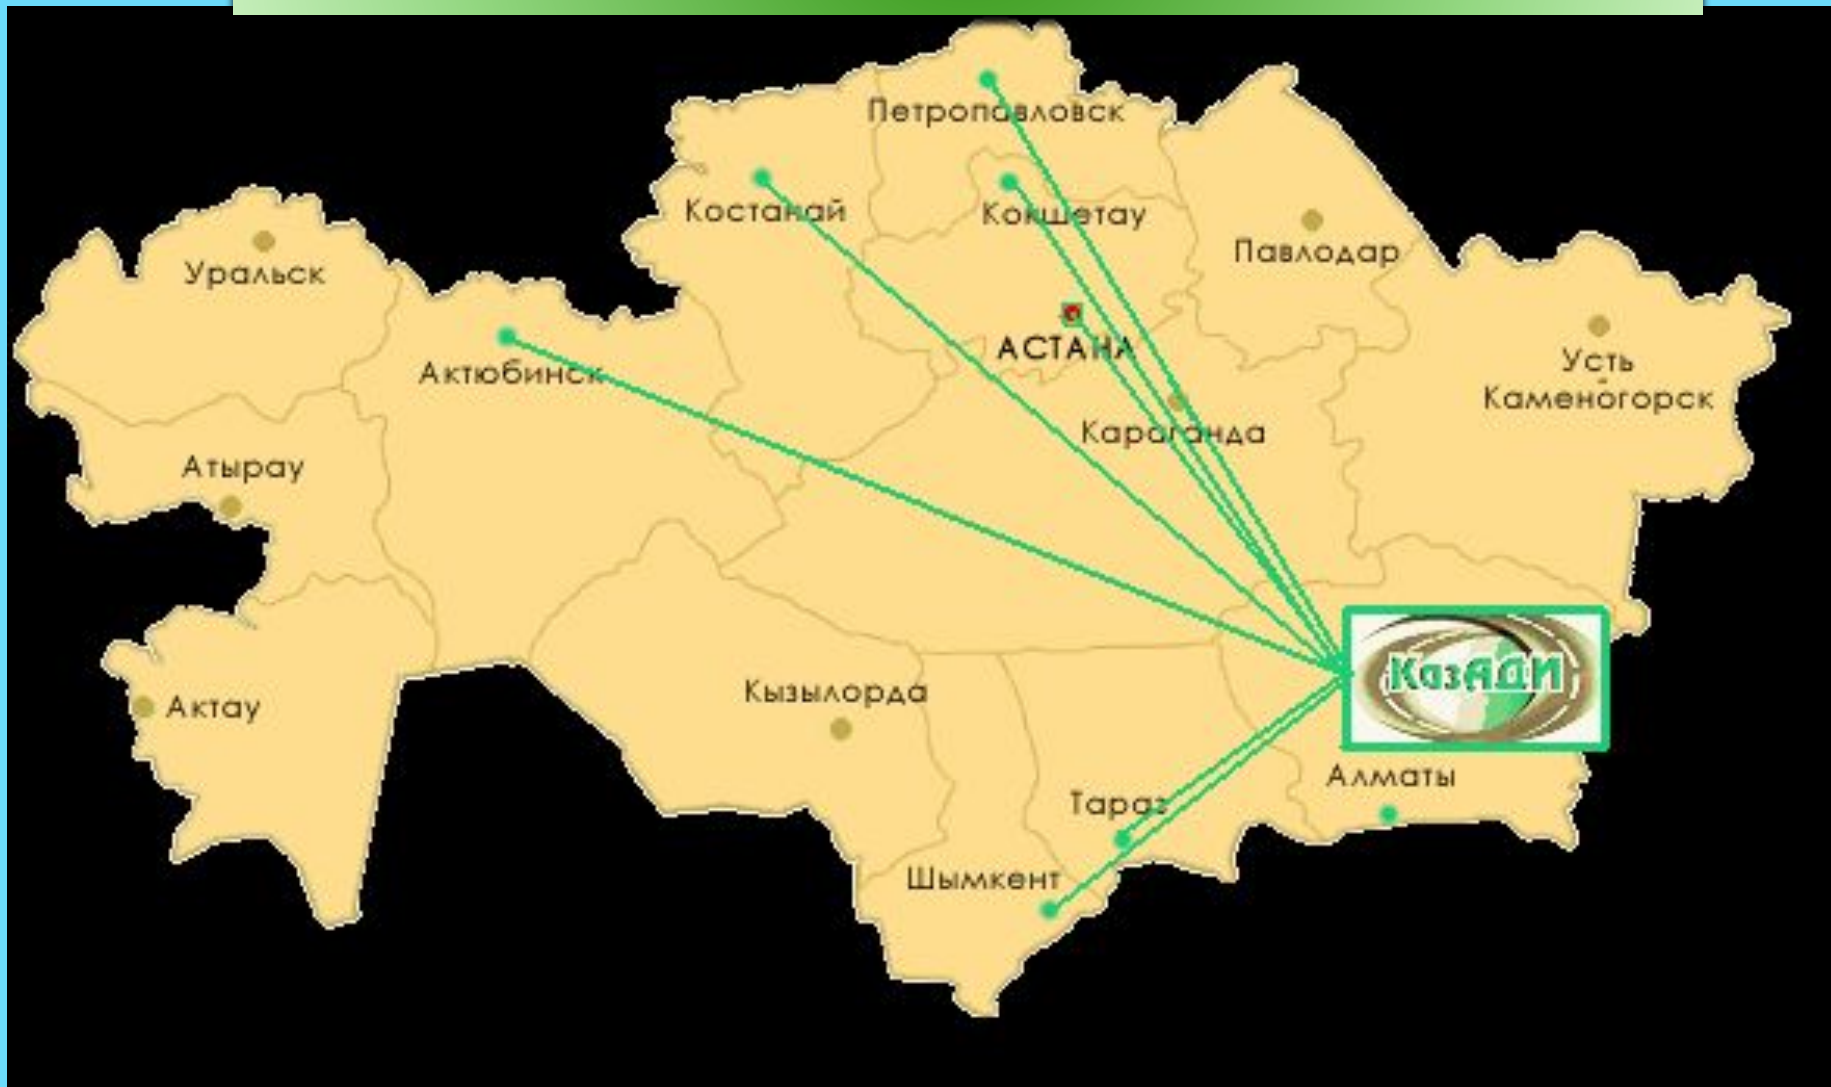 Петропавловск
Костанай
Кокшетау
Павлодар
Уральск
АСТАНА
Усть
Каменогорск
Актюбинск
Караганда
Атырау
КазАДИ
Кызылорда
Актау
Алматы
Тараз
Шымкент